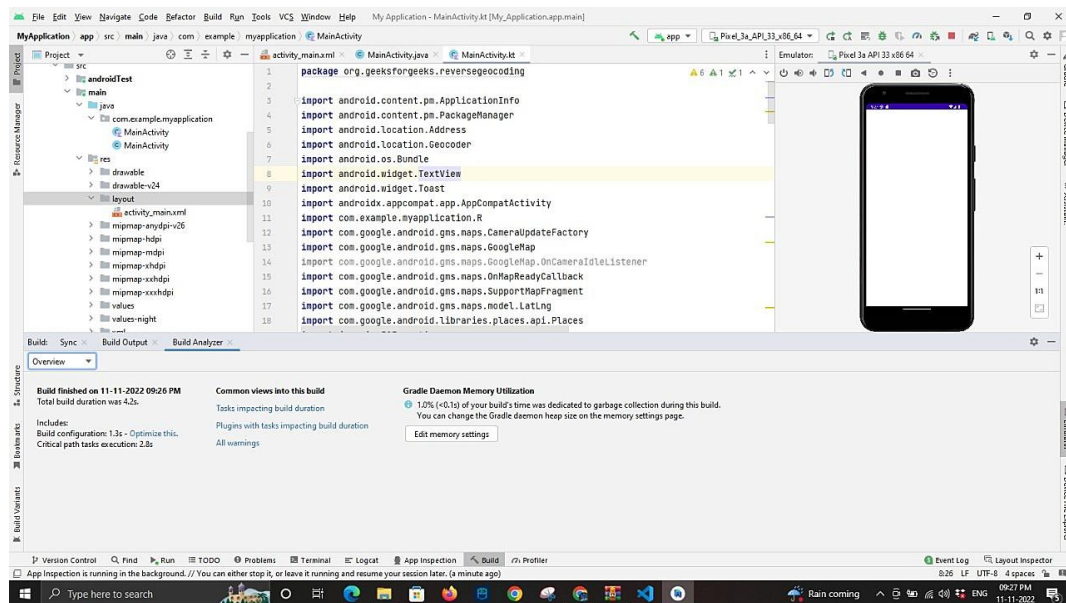 File Edit View Navigate Code Refactor Build Run Tools VCS Window Help My Application - MainActivity.kt [My_Application.app.main]
MyApplication app src main java com example myapplication MainActivity
app Pixel_3a_API_33_x86_64
Project
activity_main.xml MainActivity.java MainActivity.kt
Emulator: Pixel 3a API 33 x86 64
src
androidTest
main
java
com.example.myapplication
MainActivity
MainActivity
res
drawable
drawable-v24
layout
activity_main.xml
mipmap-anydpi-v26
mipmap-hdpi
mipmap-mdpi
mipmap-xhdpi
mipmap-xxhdpi
mipmap-xxxhdpi
values
values-night
xml
1 package org.geeksforgeeks.reversegeocoding
2
3 import android.content.pm.ApplicationInfo
4 import android.content.pm.PackageManager
5 import android.location.Address
6 import android.location.Geocoder
7 import android.os.Bundle
8 import android.widget.TextView
9 import android.widget.Toast
10 import androidx.appcompat.app.AppCompatActivity
11 import com.example.myapplication.R
12 import com.google.android.gms.maps.CameraUpdateFactory
13 import com.google.android.gms.maps.GoogleMap
14 import com.google.android.gms.maps.GoogleMap.OnCameraIdleListener
15 import com.google.android.gms.maps.OnMapReadyCallback
16 import com.google.android.gms.maps.SupportMapFragment
17 import com.google.android.gms.maps.model.LatLng
18 import com.google.android.libraries.places.api.Places
6 1 1
1:1
Project
Resource Manager
Structure
Bookmarks
Build Variants
Build: Sync Build Output Build Analyzer
Overview
Build finished on 11-11-2022 09:26 PM
Total build duration was 4.2s.
Includes:
Build configuration: 1.3s - Optimize this.
Critical path tasks execution: 2.8s
Common views into this build
Tasks impacting build duration
Plugins with tasks impacting build duration
All warnings
Gradle Daemon Memory Utilization
1.0% (<0.1s) of your build's time was dedicated to garbage collection during this build.
You can change the Gradle daemon heap size on the memory settings page.
Edit memory settings
Version Control Find Run TODO Problems Terminal Logcat App Inspection Build Profiler Event Log Layout Inspector
App Inspection is running in the background. // You can either stop it, or leave it running and resume your session later. (a minute ago) 8:26 LF UTF-8 4 spaces
Type here to search Rain coming ENG 09:27 PM
11-11-2022